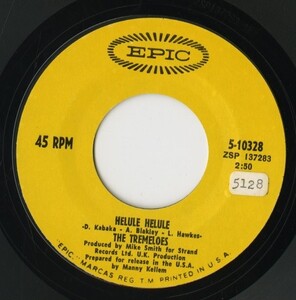 EPIC
45 RPM
5-10328
ZSP 137283
2:50
5128
HELULE HELULE
-D. Kabaka - A. Blakley - L. Hawkes-
THE TREMELOES
Produced by Mike Smith for Strand
Records Ltd. U.K. Production
Prepared for release in the U.S.A.
by Manny Kellem
"EPIC", MARCAS REG. T.M. PRINTED IN U.S.A.